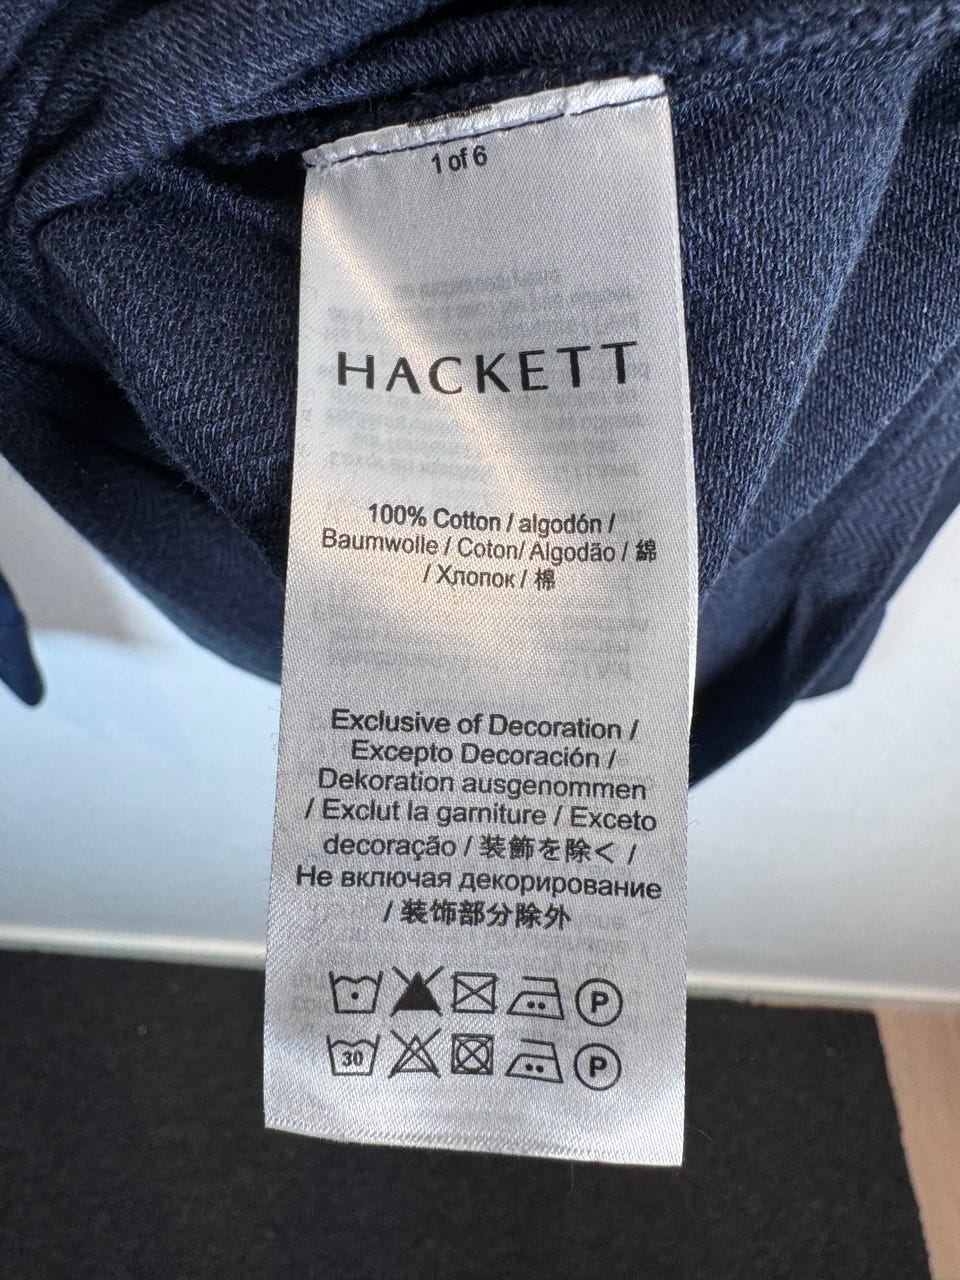 1 of 6
HACKETT
100% Cotton / algodón /
Baumwolle / Coton/ Algodão / 綿
/ Хлопок / 棉
Exclusive of Decoration /
Excepto Decoración /
Dekoration ausgenommen
/ Exclut la garniture / Exceto
decoração / 装飾を除く /
Не включая декорирование
/ 装饰部分除外
P
30 P